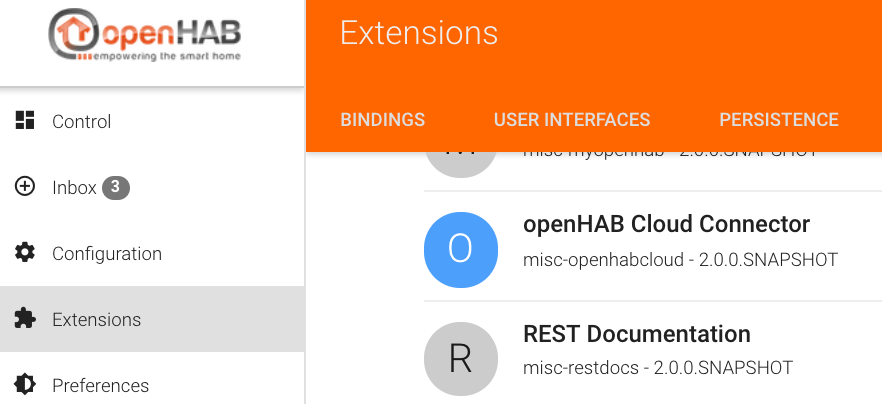 openHAB
empowering the smart home
Control
Inbox 3
Configuration
Extensions
Preferences
Extensions
BINDINGS USER INTERFACES PERSISTENCE
misc-myopenhab - 2.0.0.SNAPSHOT
O
openHAB Cloud Connector
misc-openhabcloud - 2.0.0.SNAPSHOT
R
REST Documentation
misc-restdocs - 2.0.0.SNAPSHOT